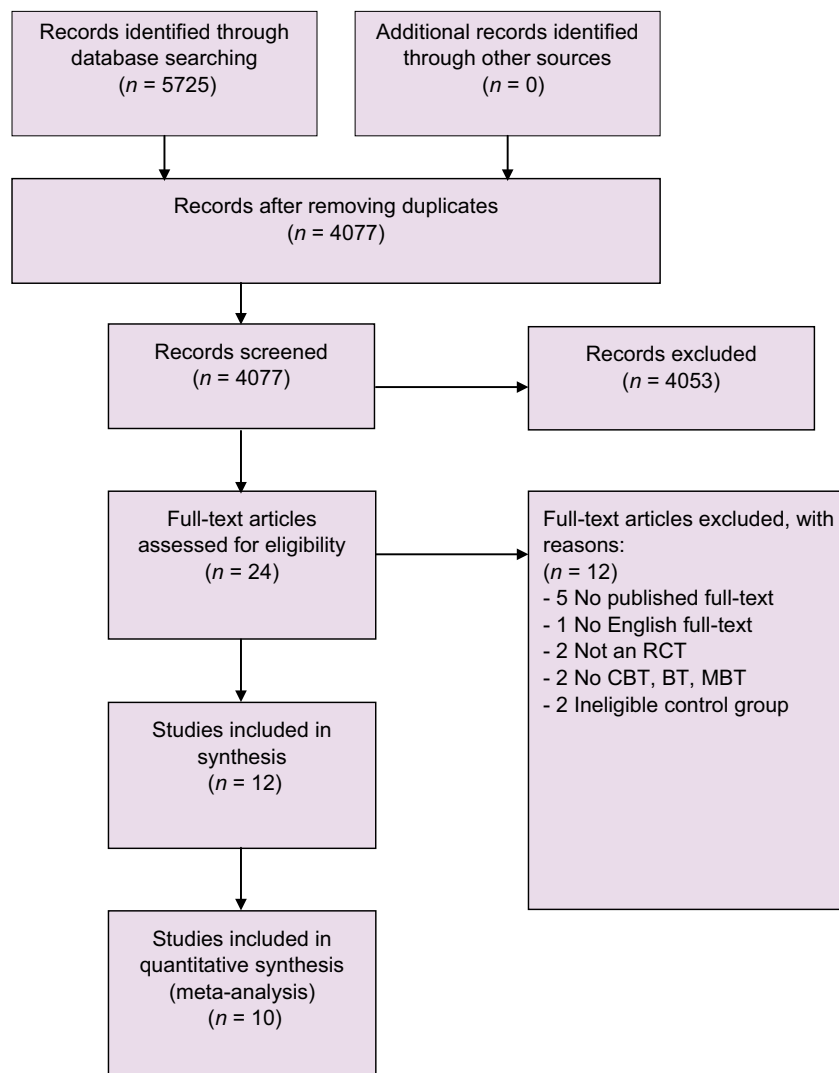 Records identified through
database searching
(n = 5725)
Additional records identified
through other sources
(n = 0)
Records after removing duplicates
(n = 4077)
Records screened
(n = 4077)
Records excluded
(n = 4053)
Full-text articles
assessed for eligibility
(n = 24)
Full-text articles excluded, with
reasons:
(n = 12)
- 5 No published full-text
- 1 No English full-text
- 2 Not an RCT
- 2 No CBT, BT, MBT
- 2 Ineligible control group
Studies included in
synthesis
(n = 12)
Studies included in
quantitative synthesis
(meta-analysis)
(n = 10)